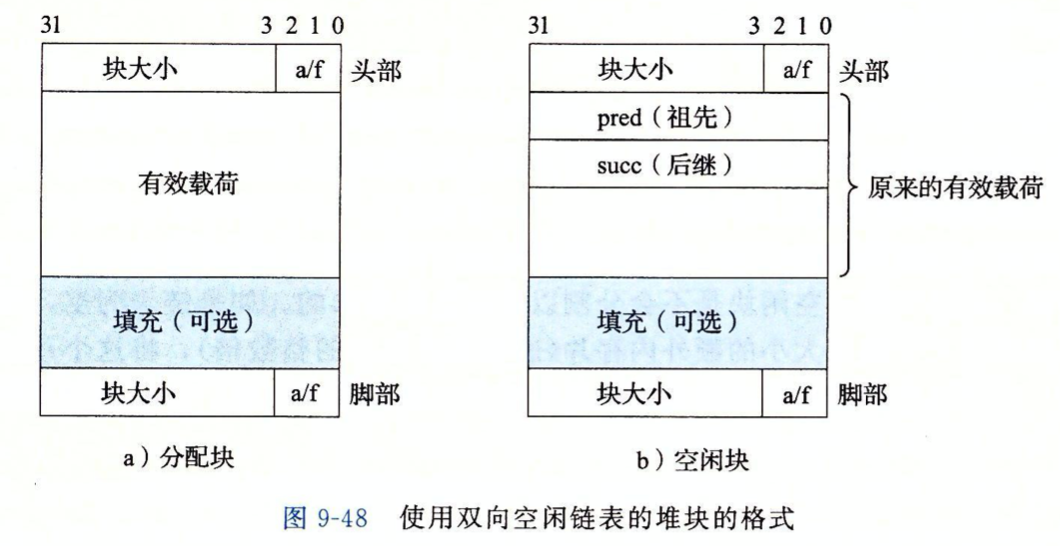 31 3 2 1 0
块大小 a/f 头部
有效载荷
填充（可选）
块大小 a/f 脚部
a）分配块
31 3 2 1 0
块大小 a/f 头部
pred（祖先）
succ（后继）
原来的有效载荷
填充（可选）
块大小 a/f 脚部
b）空闲块
图 9-48 使用双向空闲链表的堆块的格式